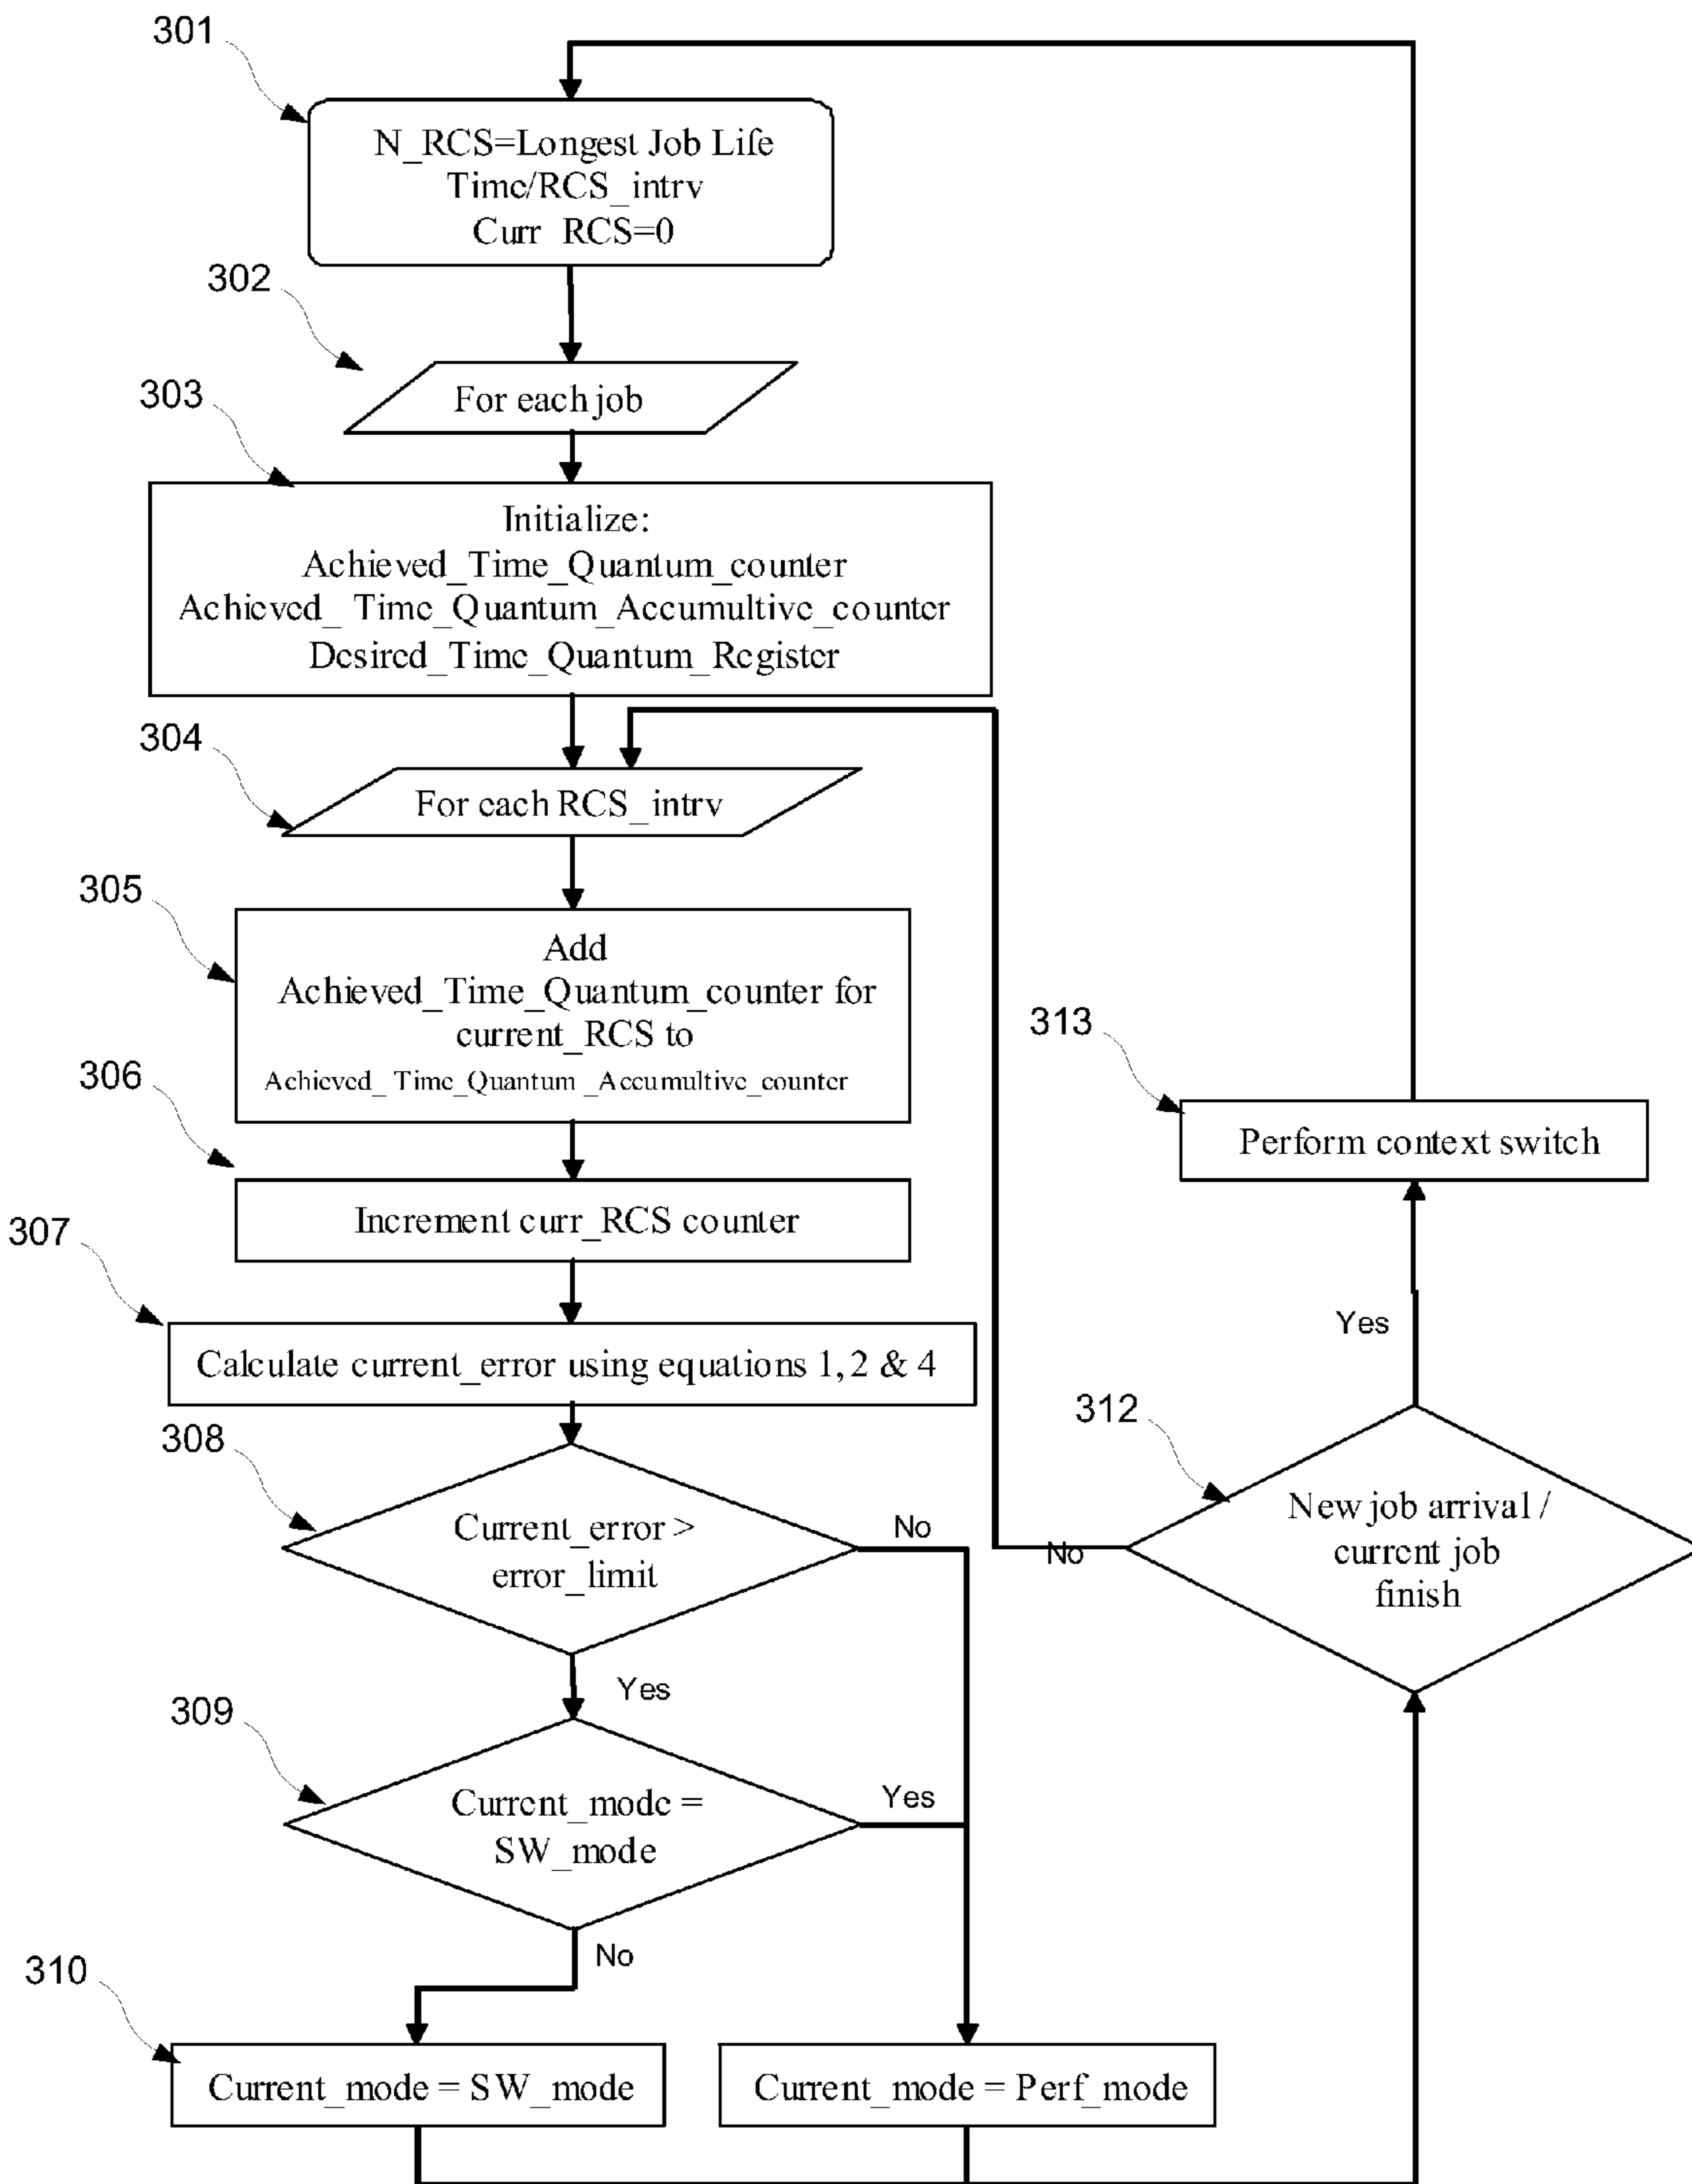 301
N_RCS=Longest Job Life
Time/RCS_intrv
Curr_RCS=0
302
For each job
303
Initialize:
Achieved_Time_Quantum_counter
Achieved_ Time_Quantum_Accumultive_counter
Desired_Time_Quantum_Register
304
For each RCS_intrv
305
Add
Achieved_Time_Quantum_counter for
current_RCS to
Achieved_ Time_Quantum _Accumultive_counter
306
Increment curr_RCS counter
307
Calculate current_error using equations 1, 2 & 4
308
Current_error >
error_limit
No
Yes
309
Current_mode =
SW_mode
Yes
No
310
Current_mode = SW_mode
Current_mode = Perf_mode
312
New job arrival /
current job
finish
No
Yes
313
Perform context switch